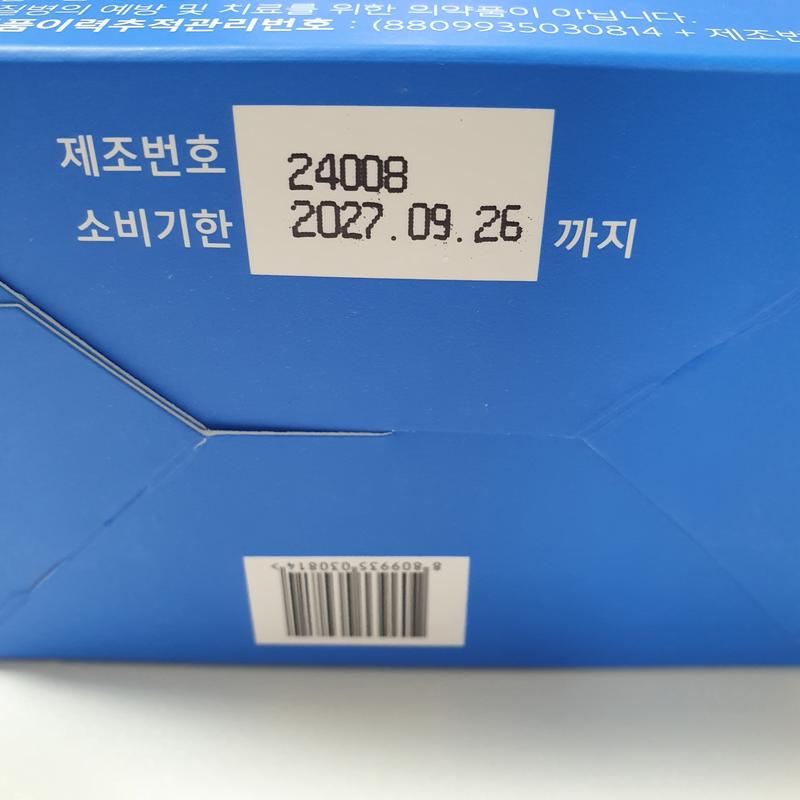 질병의 예방 및 치료를 위한 의약품이 아닙니다.
품이력추적관리번호 : (8809935030814 + 제조번
제조번호 24008
소비기한 2027.09.26 까지
8 809935 030814 >